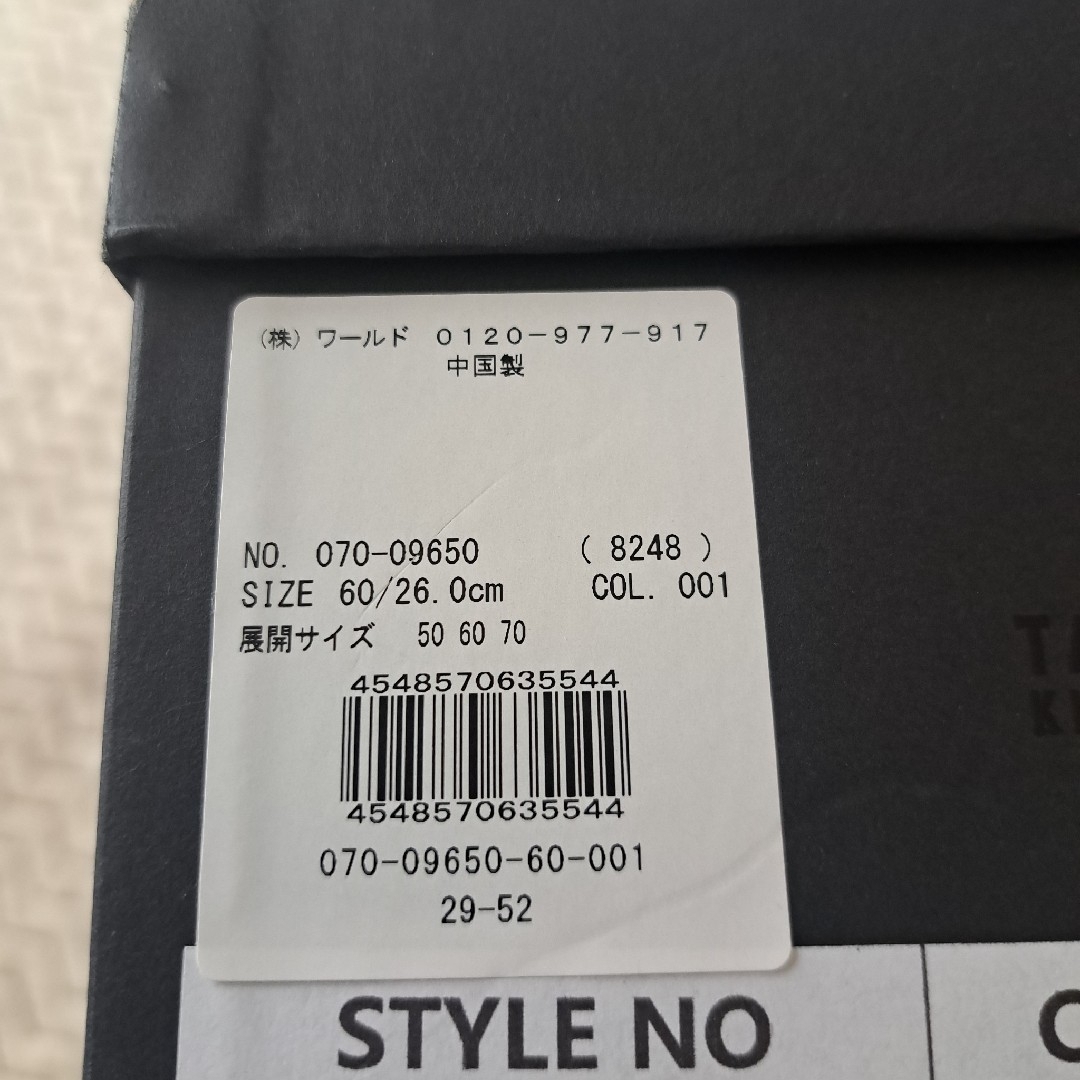 （株）ワールド　０１２０－９７７－９１７
中国製
NO. 070-09650 ( 8248 )
SIZE 60/26.0cm COL. 001
展開サイズ 50 60 70
4548570635544
4548570635544
070-09650-60-001
29-52
STYLE NO